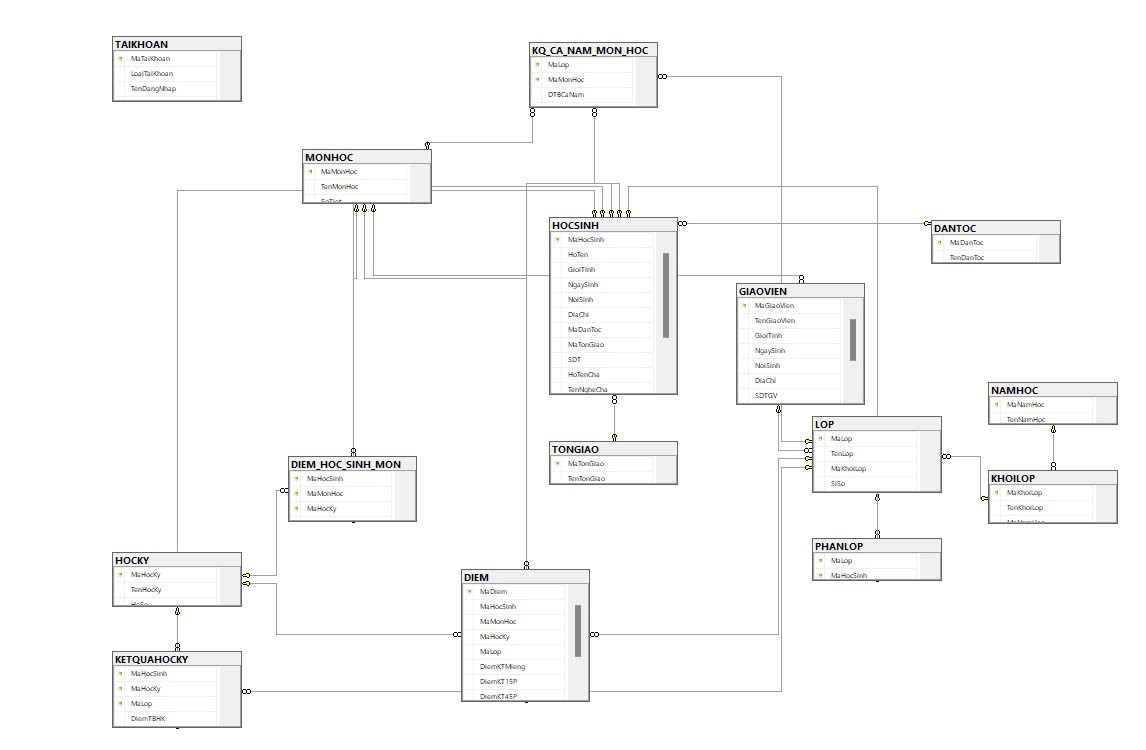 TAIKHOAN
MaTaiKhoan
LoaiTaiKhoan
TenDangNhap
KQ_CA_NAM_MON_HOC
MaLop
MaMonHoc
DTBCaNam
MONHOC
MaMonHoc
TenMonHoc
SoTiet
HOCSINH
MaHocSinh
HoTen
GioiTinh
NgaySinh
NoiSinh
DiaChi
MaDanToc
MaTonGiao
SDT
HoTenCha
TenNgheCha
DANTOC
MaDanToc
TenDanToc
GIAOVIEN
MaGiaoVien
TenGiaoVien
GioiTinh
NgaySinh
NoiSinh
DiaChi
SDTGV
NAMHOC
MaNamHoc
TenNamHoc
LOP
MaLop
TenLop
MaKhoiLop
SiSo
TONGIAO
MaTonGiao
TenTonGiao
DIEM_HOC_SINH_MON
MaHocSinh
MaMonHoc
MaHocKy
KHOILOP
MaKhoiLop
TenKhoiLop
MaNamHoc
PHANLOP
MaLop
MaHocSinh
HOCKY
MaHocKy
TenHocKy
HeSo
DIEM
MaDiem
MaHocSinh
MaMonHoc
MaHocKy
MaLop
DiemKTMieng
DiemKT15P
DiemKT45P
KETQUAHOCKY
MaHocSinh
MaHocKy
MaLop
DiemTBHK